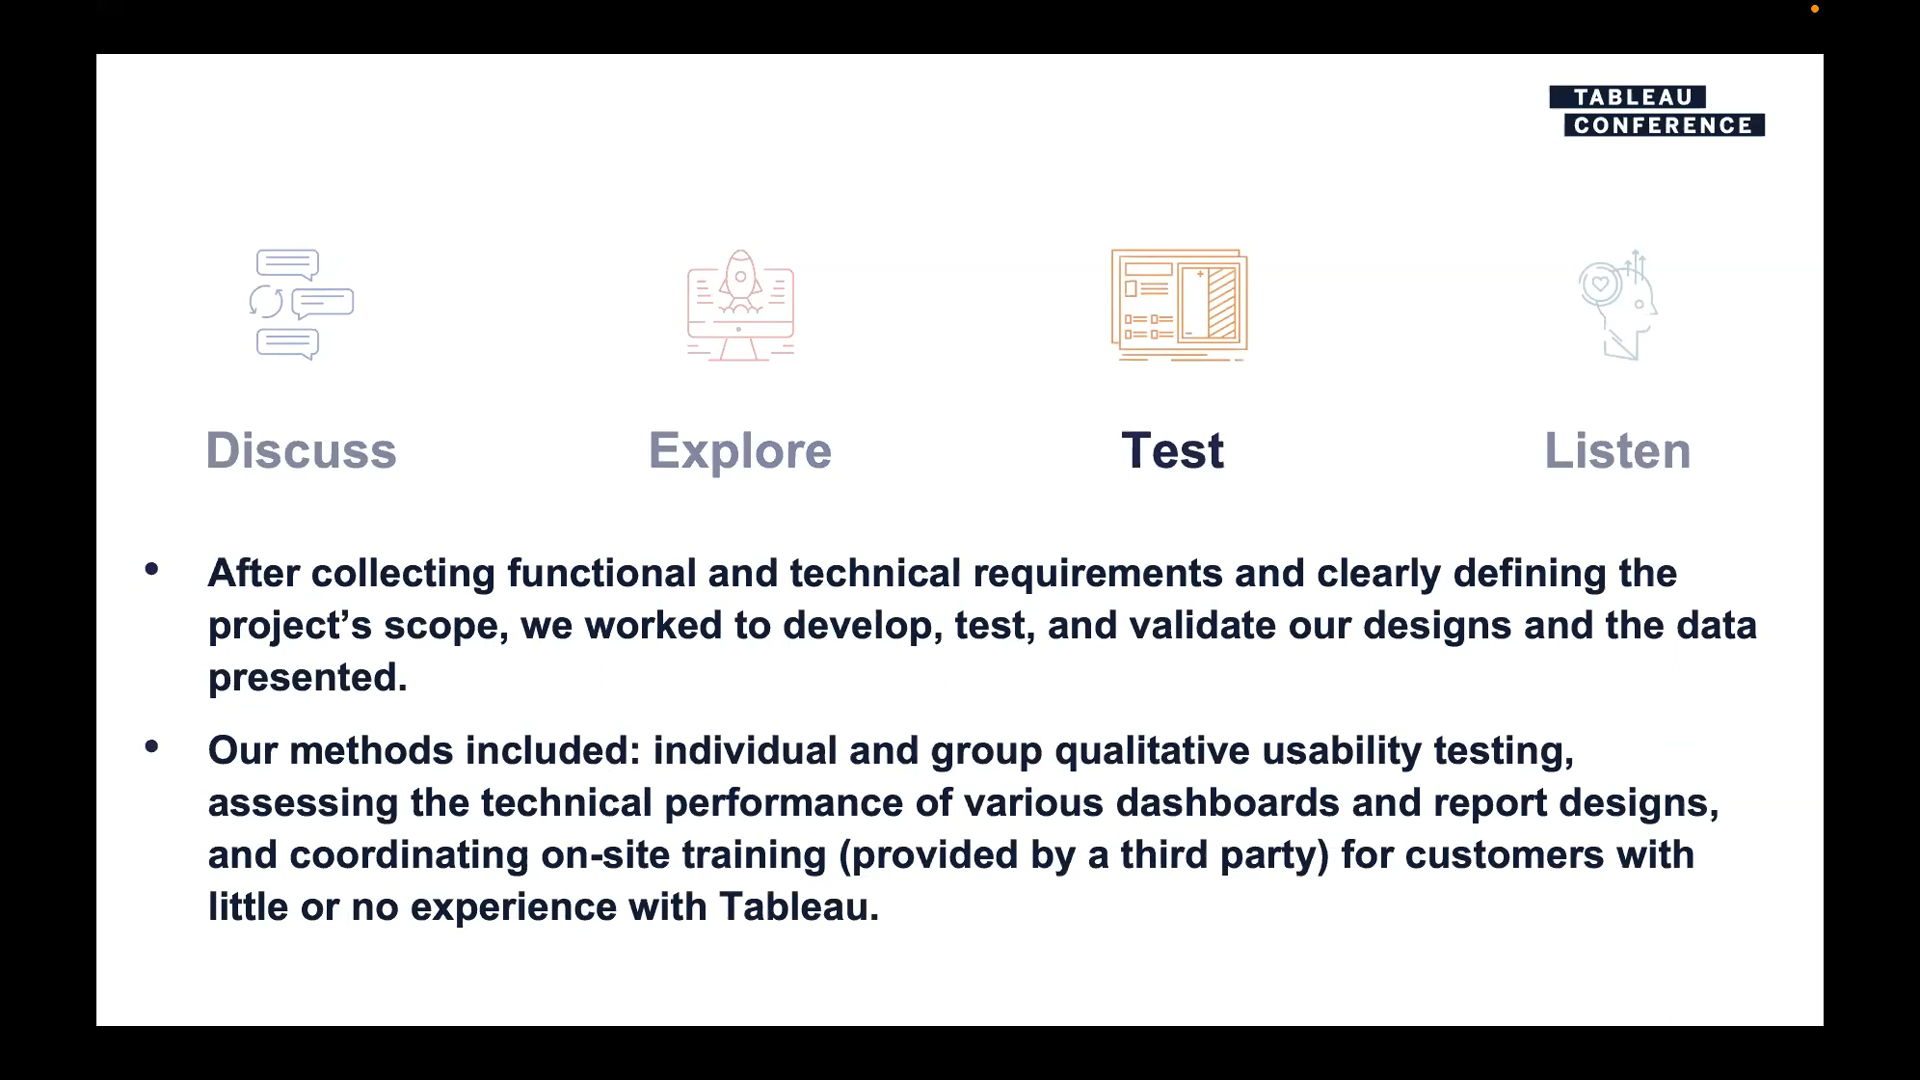 TABLEAU
CONFERENCE
Discuss
Explore
Test
Listen
• After collecting functional and technical requirements and clearly defining the
project’s scope, we worked to develop, test, and validate our designs and the data
presented.
• Our methods included: individual and group qualitative usability testing,
assessing the technical performance of various dashboards and report designs,
and coordinating on-site training (provided by a third party) for customers with
little or no experience with Tableau.